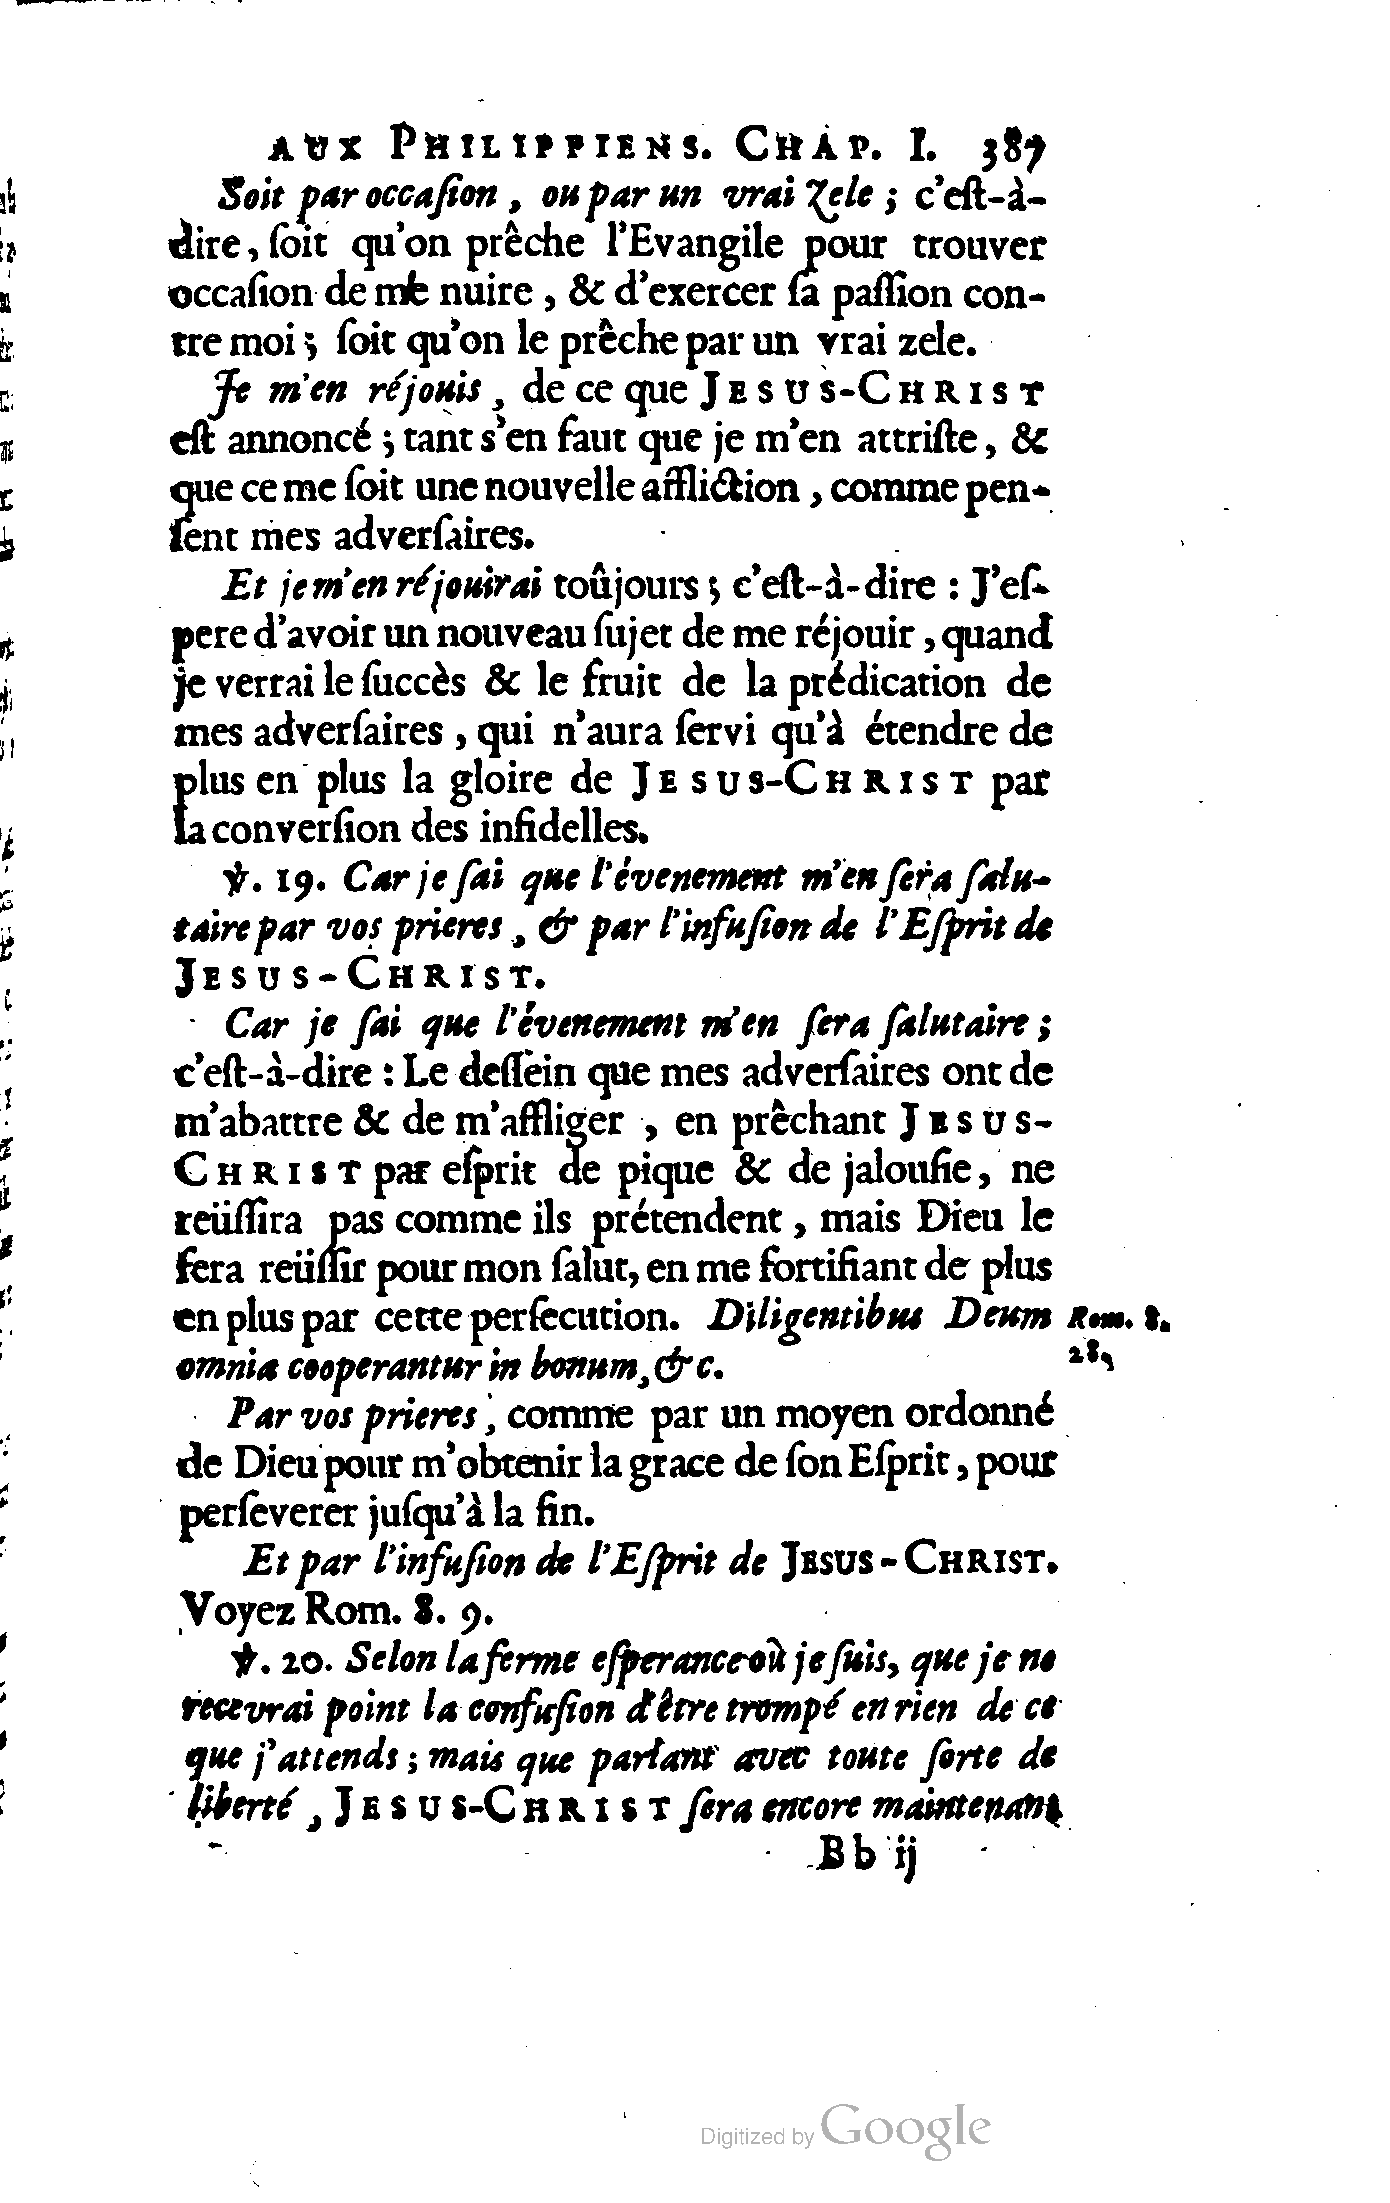 AUX PHILIPPIENS. CHAP. I. 387
Soit par occaſion, ou par un vrai zele; c'eſt-à-
dire, ſoit qu'on prêche l'Evangile pour trouver
occaſion de me nuire, & d'exercer ſa paſſion con-
tre moi; ſoit qu'on le prêche par un vrai zele.
Je m'en réjouis, de ce que JESUS-CHRIST
eſt annoncé; tant s'en faut que je m'en attriſte, &
que ce me ſoit une nouvelle affliction, comme pen-
ſent mes adverſaires.
Et je m'en réjouirai toûjours; c'eſt-à-dire: J'eſ-
pere d'avoir un nouveau ſujet de me réjouir, quand
je verrai le ſuccès & le fruit de la prédication de
mes adverſaires, qui n'aura ſervi qu'à étendre de
plus en plus la gloire de JESUS-CHRIST par
la converſion des infidelles.
℣. 19. Car je ſai que l'évenement m'en ſera ſalu-
taire par vos prieres, & par l'infuſion de l'Eſprit de
JESUS-CHRIST.
Car je ſai que l'évenement m'en ſera ſalutaire;
c'eſt-à-dire: Le deſſein que mes adverſaires ont de
m'abattre & de m'affliger, en prêchant JESUS-
CHRIST par eſprit de pique & de jalouſie, ne
reüſſira pas comme ils prétendent, mais Dieu le
fera reüſſir pour mon ſalut, en me fortifiant de plus
en plus par cette perſecution. Diligentibus Deum
omnia cooperantur in bonum, &c.
Rom. 8.
28.
Par vos prieres, comme par un moyen ordonné
de Dieu pour m'obtenir la grace de ſon Eſprit, pour
perſeverer juſqu'à la fin.
Et par l'infuſion de l'Eſprit de JESUS-CHRIST.
Voyez Rom. 8. 9.
℣. 20. Selon la ferme eſperance où je ſuis, que je ne
recevrai point la confuſion d'être trompé en rien de ce
que j'attends; mais que parlant avec toute ſorte de
liberté, JESUS-CHRIST ſera encore maintenant
Bb ij
Digitized by Google